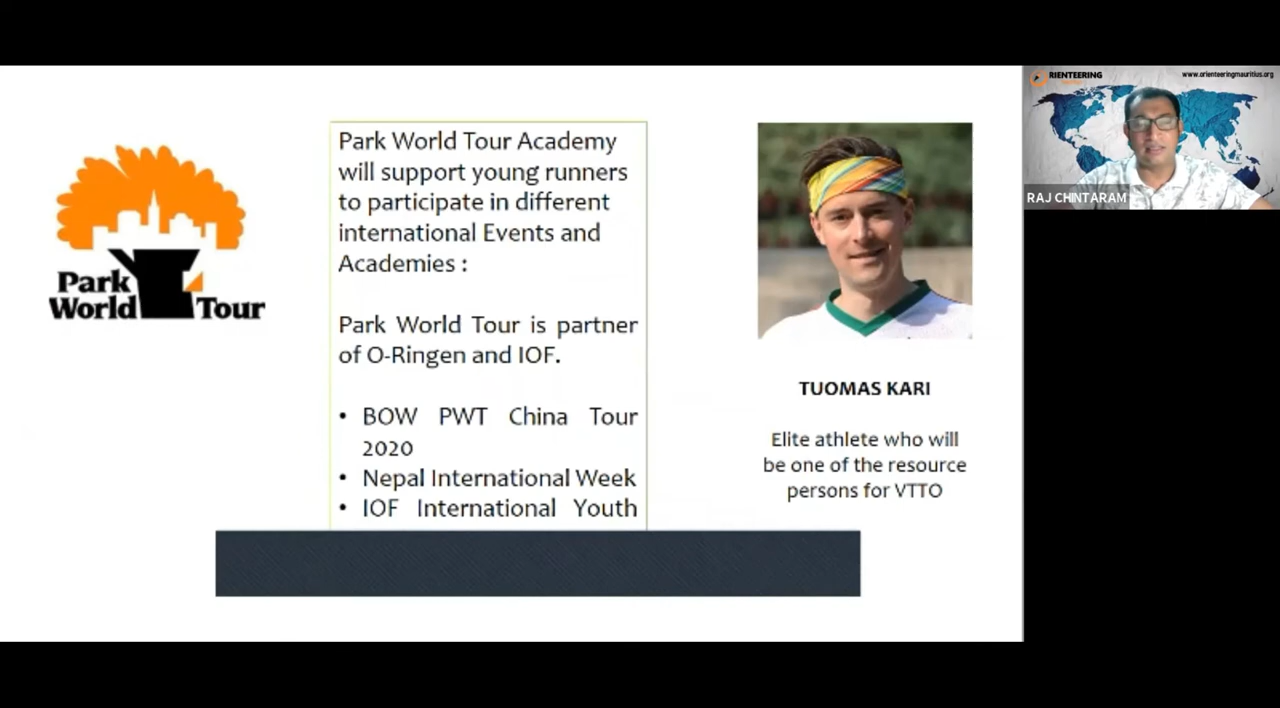 Park
World Tour
Park World Tour Academy
will support young runners
to participate in different
international Events and
Academies :
Park World Tour is partner
of O-Ringen and IOF.
• BOW PWT China Tour
2020
• Nepal International Week
• IOF International Youth
TUOMAS KARI
Elite athlete who will
be one of the resource
persons for VTTO
RIENTEERING
www.orienteeringmauritius.org
RAJ CHINTARAM